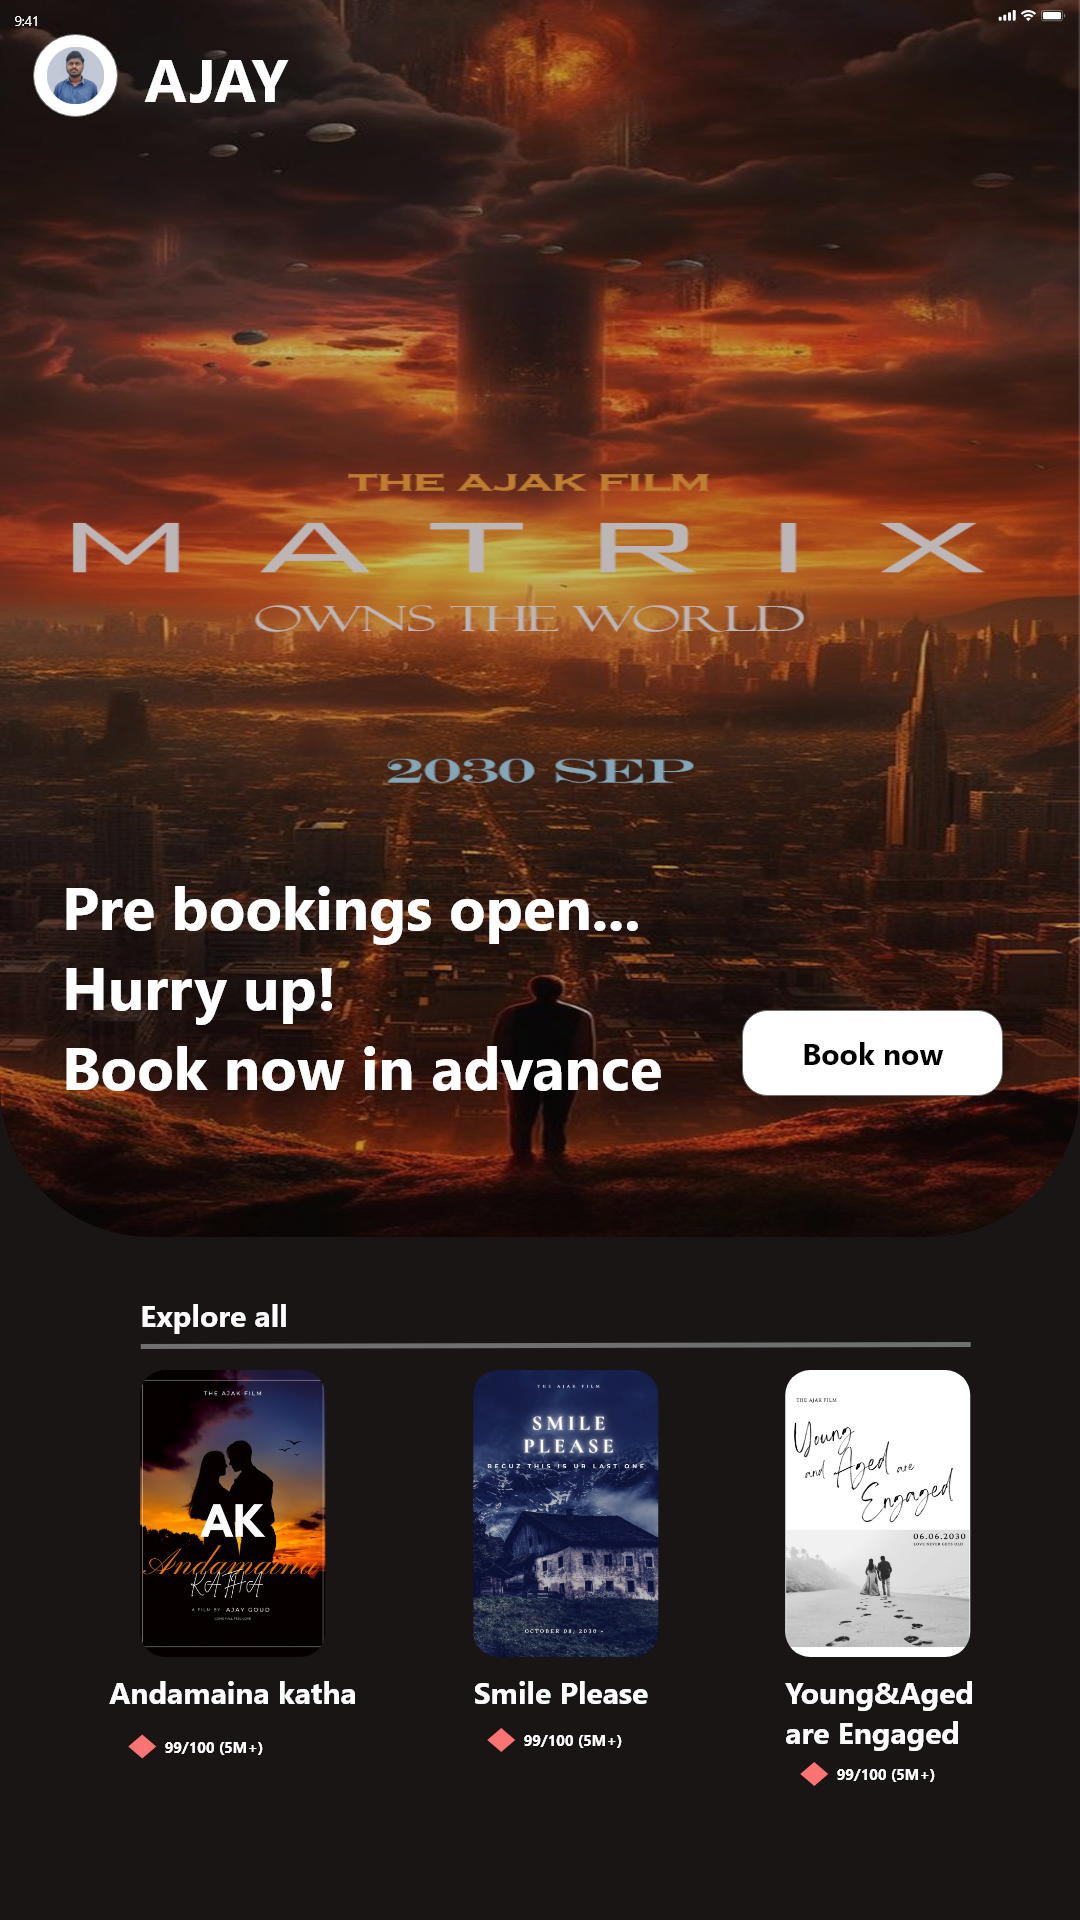 9:41
AJAY
THE AJAK FILM
MATRIX
OWNS THE WORLD
2030 SEP
Pre bookings open...
Hurry up!
Book now in advance
Book now
Explore all
THE AJAK FILM
AK
Andamaina
KATHA
A FILM BY AJAY GOUD
THE AJAK FILM
SMILE
PLEASE
BECUZ THIS IS UR LAST ONE
OCTOBER 08, 2030 •
THE AJAK FILM
Young
and Aged are
Engaged
06.06.2030
LOVE NEVER GETS OLD
Andamaina katha
99/100 (5M+)
Smile Please
99/100 (5M+)
Young&Aged
are Engaged
99/100 (5M+)